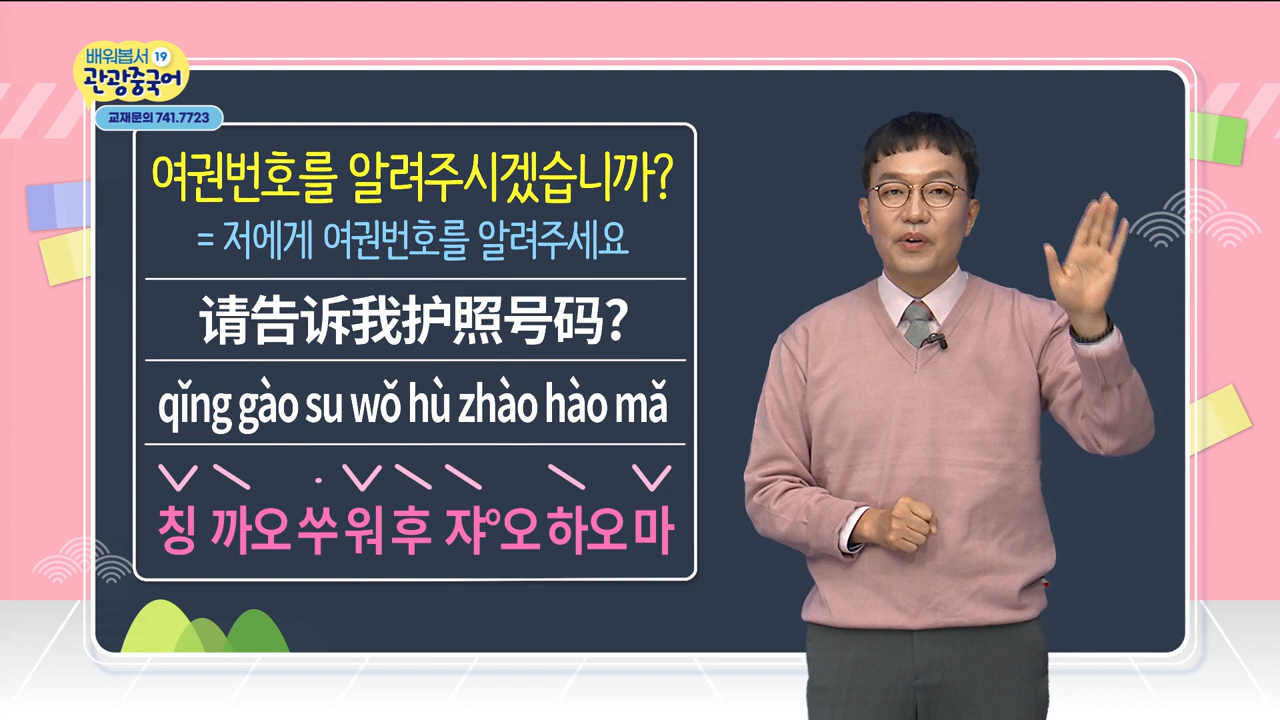 배워봅서 19
관광중국어
교재문의 741.7723
여권번호를 알려주시겠습니까?
= 저에게 여권번호를 알려주세요
请告诉我护照号码?
qǐng gào su wǒ hù zhào hào mǎ
칭 까오 쑤 워 후 쟈º오 하오 마